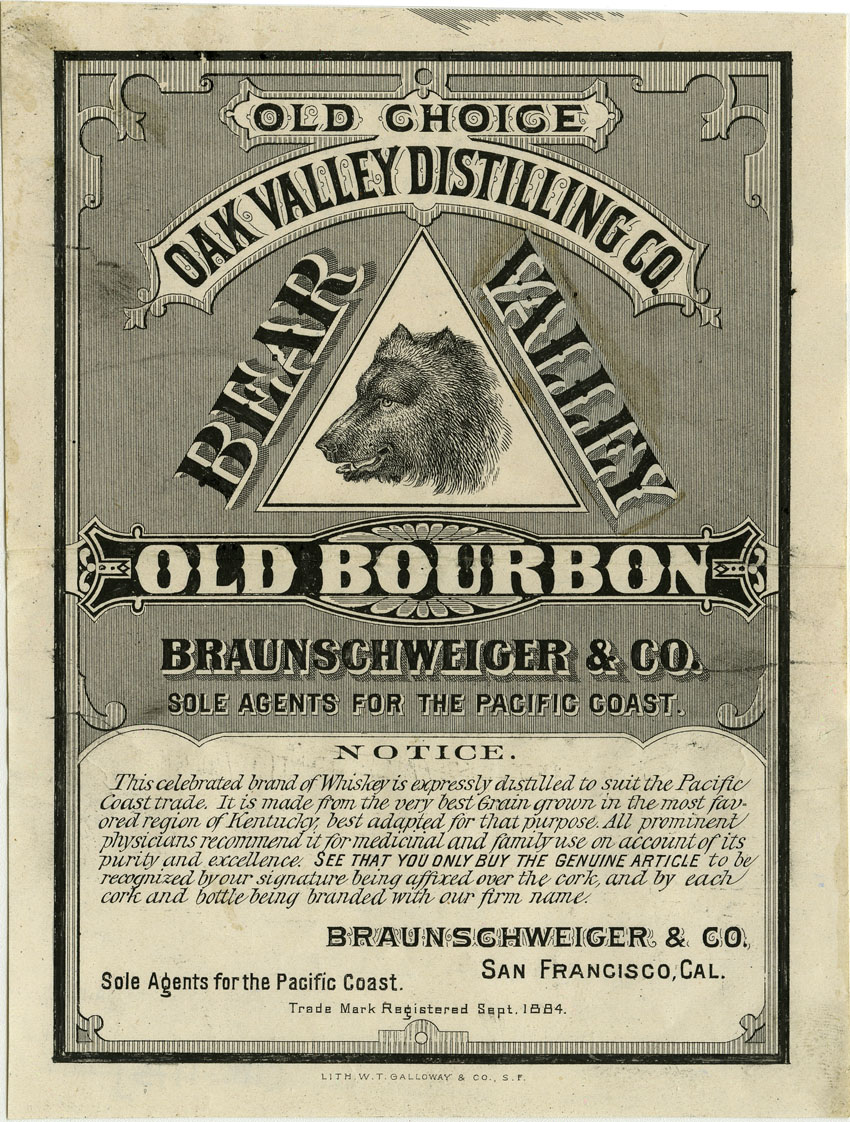 OLD CHOICE
OAK VALLEY DISTILLING CO.
BEAR VALLEY
OLD BOURBON
BRAUNSCHWEIGER & CO.
SOLE AGENTS FOR THE PACIFIC COAST.
NOTICE.
This celebrated brand of Whiskey is expressly distilled to suit the Pacific
Coast trade. It is made from the very best Grain grown in the most fav-
ored region of Kentucky, best adapted for that purpose. All prominent
physicians recommend it for medicinal and family use on account of its
purity and excellence. SEE THAT YOU ONLY BUY THE GENUINE ARTICLE to be
recognized by our signature being affixed over the cork, and by each
cork and bottle being branded with our firm name.
BRAUNSCHWEIGER & CO.,
SAN FRANCISCO, CAL.
Sole Agents for the Pacific Coast.
Trade Mark Registered Sept. 1884.
LITH. W. T. GALLOWAY & CO., S. F.